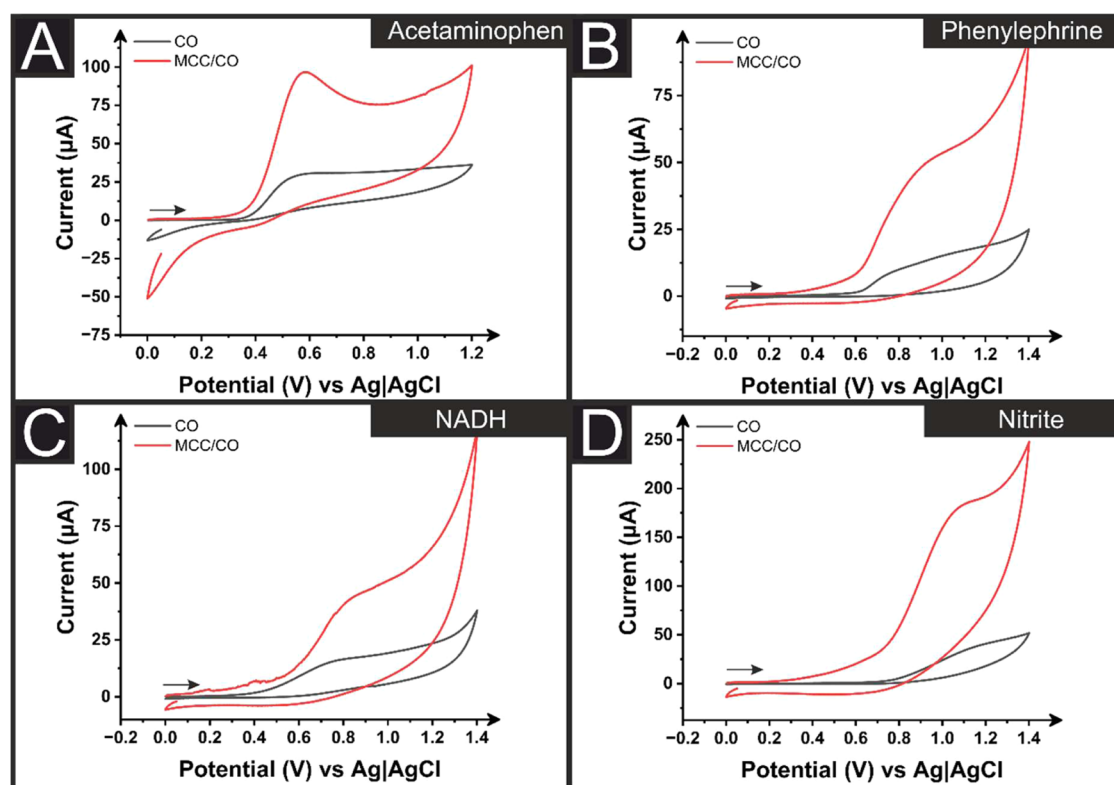 A
Acetaminophen
CO
MCC/CO
100
75
50
25
0
−25
−50
−75
Current (µA)
0.0 0.2 0.4 0.6 0.8 1.0 1.2
Potential (V) vs Ag|AgCl
B
Phenylephrine
CO
MCC/CO
75
50
25
0
Current (µA)
−0.2 0.0 0.2 0.4 0.6 0.8 1.0 1.2 1.4
Potential (V) vs Ag|AgCl
C
NADH
CO
MCC/CO
100
75
50
25
0
Current (µA)
−0.2 0.0 0.2 0.4 0.6 0.8 1.0 1.2 1.4
Potential (V) vs Ag|AgCl
D
Nitrite
CO
MCC/CO
250
200
150
100
50
0
Current (µA)
−0.2 0.0 0.2 0.4 0.6 0.8 1.0 1.2 1.4
Potential (V) vs Ag|AgCl